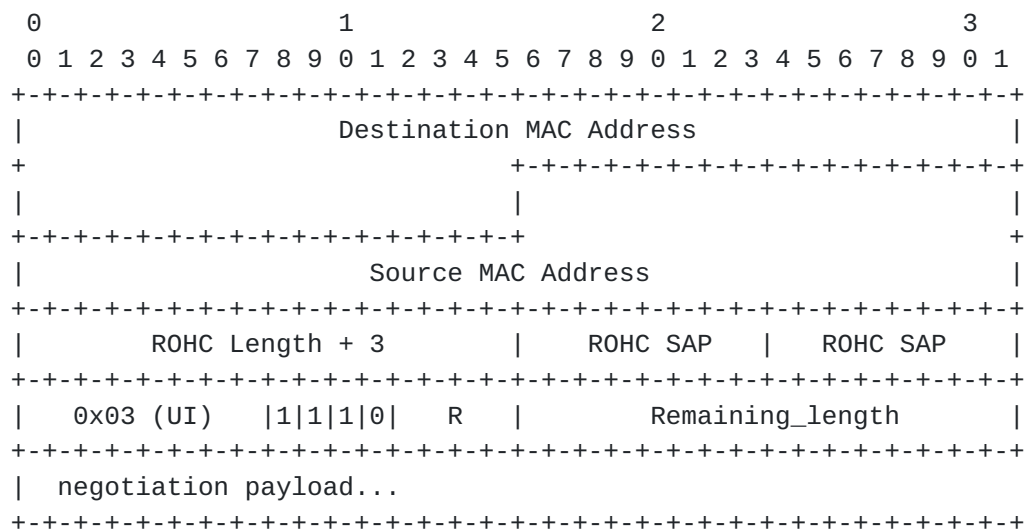 0                   1                   2                   3
 0 1 2 3 4 5 6 7 8 9 0 1 2 3 4 5 6 7 8 9 0 1 2 3 4 5 6 7 8 9 0 1
+-+-+-+-+-+-+-+-+-+-+-+-+-+-+-+-+-+-+-+-+-+-+-+-+-+-+-+-+-+-+-+-+
|                    Destination MAC Address                    |
+                               +-+-+-+-+-+-+-+-+-+-+-+-+-+-+-+-+
|                               |                               |
+-+-+-+-+-+-+-+-+-+-+-+-+-+-+-+-+                               +
|                      Source MAC Address                       |
+-+-+-+-+-+-+-+-+-+-+-+-+-+-+-+-+-+-+-+-+-+-+-+-+-+-+-+-+-+-+-+-+
|        ROHC Length + 3        |    ROHC SAP   |   ROHC SAP    |
+-+-+-+-+-+-+-+-+-+-+-+-+-+-+-+-+-+-+-+-+-+-+-+-+-+-+-+-+-+-+-+-+
|   0x03 (UI)   |1|1|1|0|   R   |        Remaining_length       |
+-+-+-+-+-+-+-+-+-+-+-+-+-+-+-+-+-+-+-+-+-+-+-+-+-+-+-+-+-+-+-+-+
|  negotiation payload...
+-+-+-+-+-+-+-+-+-+-+-+-+-+-+-+-+-+-+-+-+-+-+-+-+-+-+-+-+-+-+-+-+